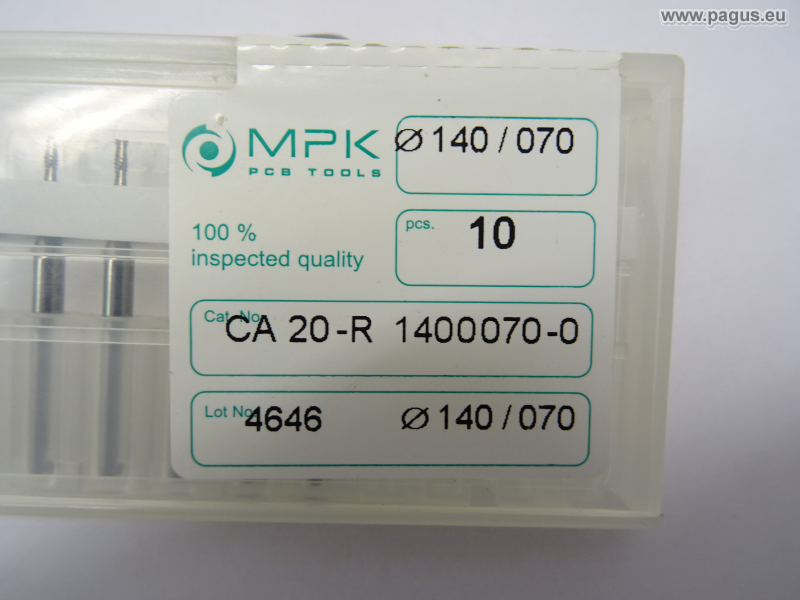 www.pagus.eu
MPK
PCB TOOLS
⌀ 140 / 070
100 %
inspected quality
pcs. 10
Cat. No. CA 20-R 1400070-0
Lot No. 4646 ⌀ 140 / 070